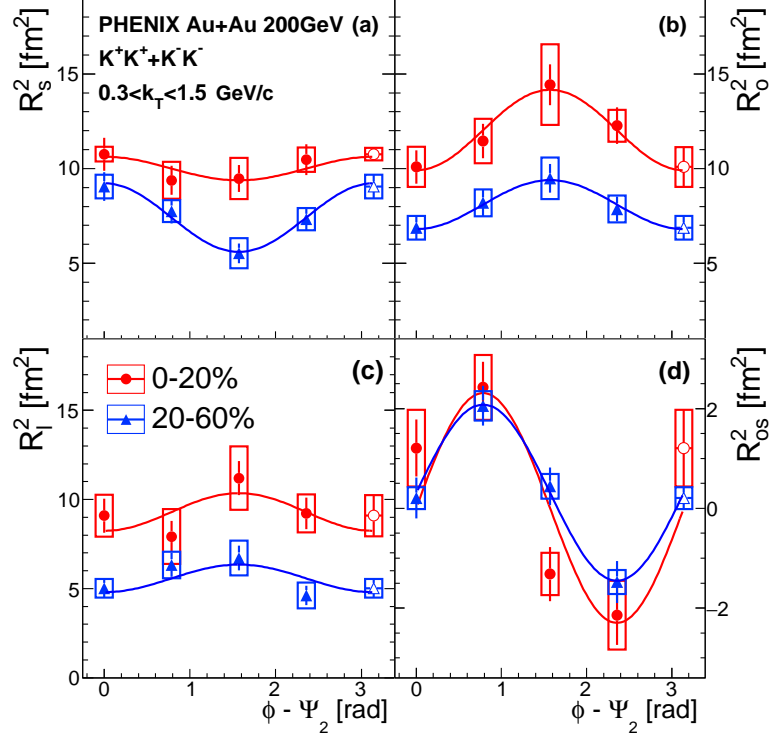 PHENIX Au+Au 200GeV (a)
K⁺K⁺+K⁻K⁻
0.3<k_T<1.5 GeV/c
(b)
R_s² [fm²]
15
10
5
R_o² [fm²]
15
10
5
(c)
0-20%
20-60%
(d)
R_l² [fm²]
15
10
5
0
R_os² [fm²]
2
0
−2
0 1 2 3
ϕ - Ψ₂ [rad]
0 1 2 3
ϕ - Ψ₂ [rad]